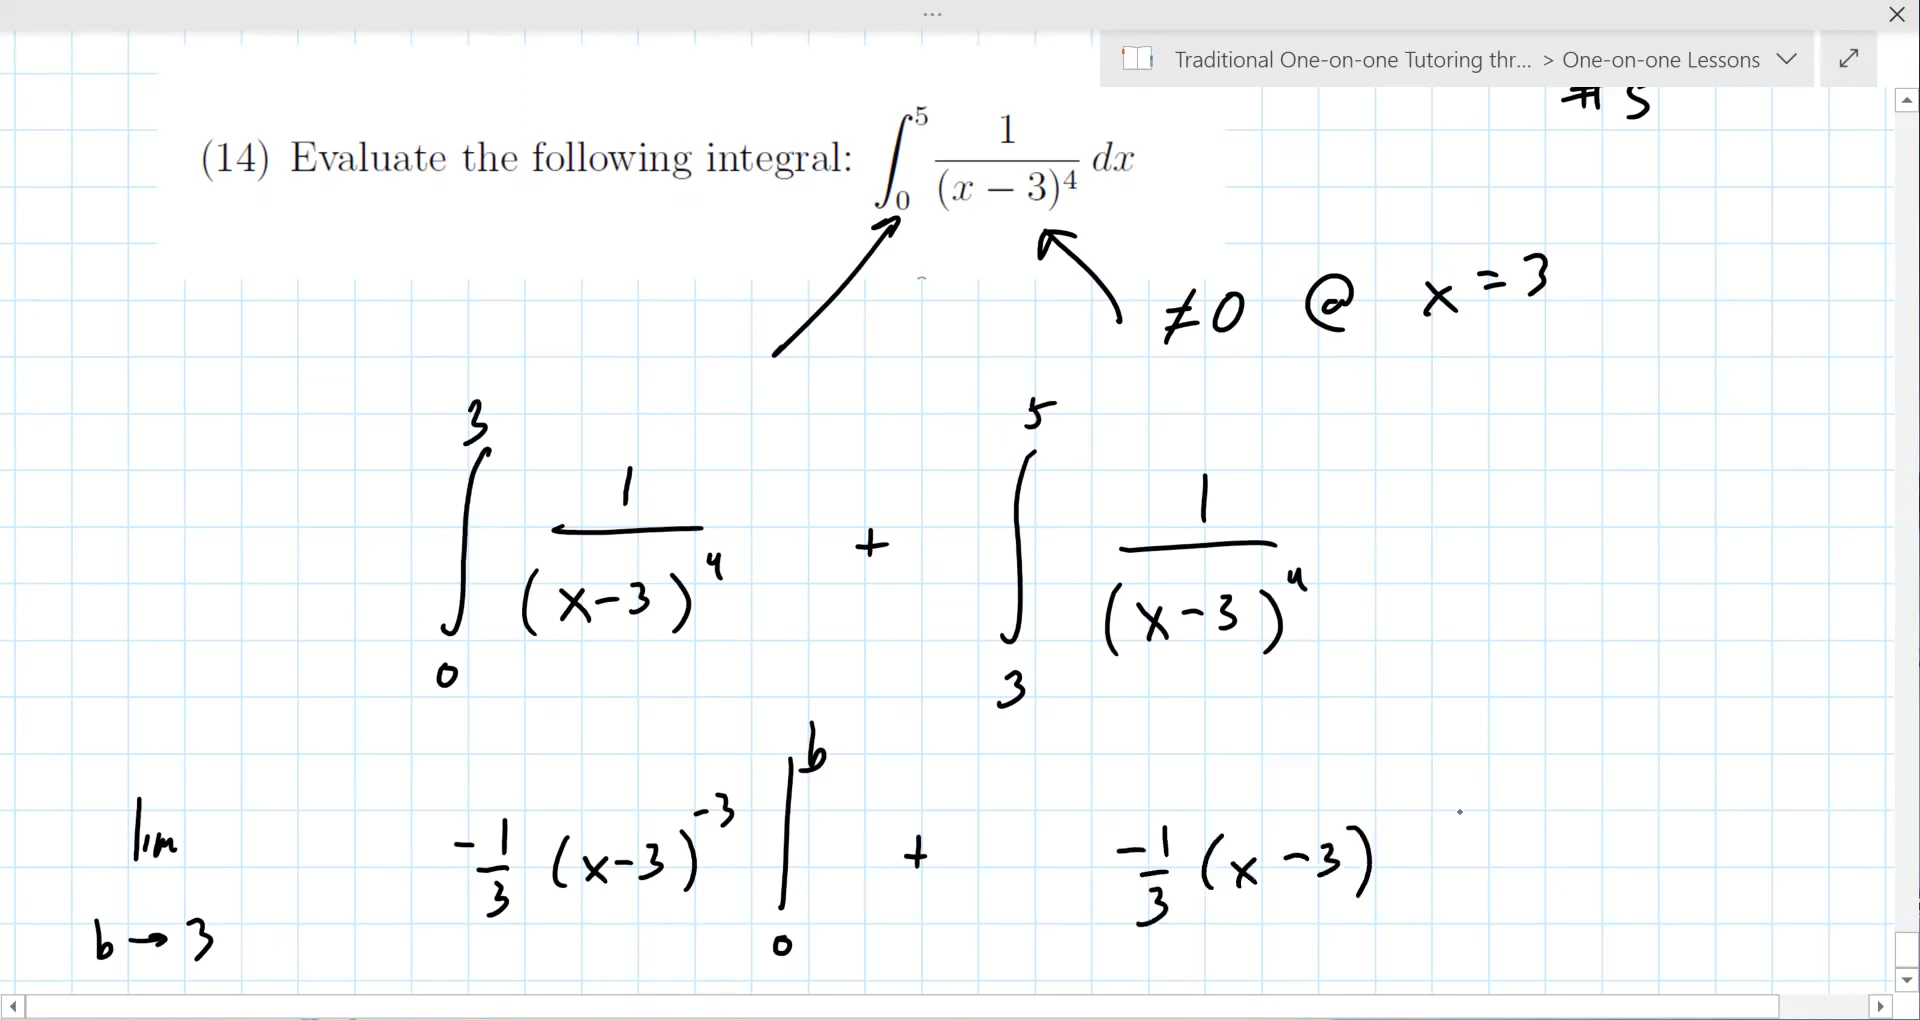 Traditional One-on-one Tutoring thr... > One-on-one Lessons
# 5
(14) Evaluate the following integral: ∫₀⁵ 1/(x − 3)⁴ dx
≠0 @ x = 3
∫₀³ 1/(x-3)⁴ + ∫₃⁵ 1/(x-3)⁴
lim b→3 -1/3 (x-3)⁻³ |₀ᵇ + -1/3 (x-3)